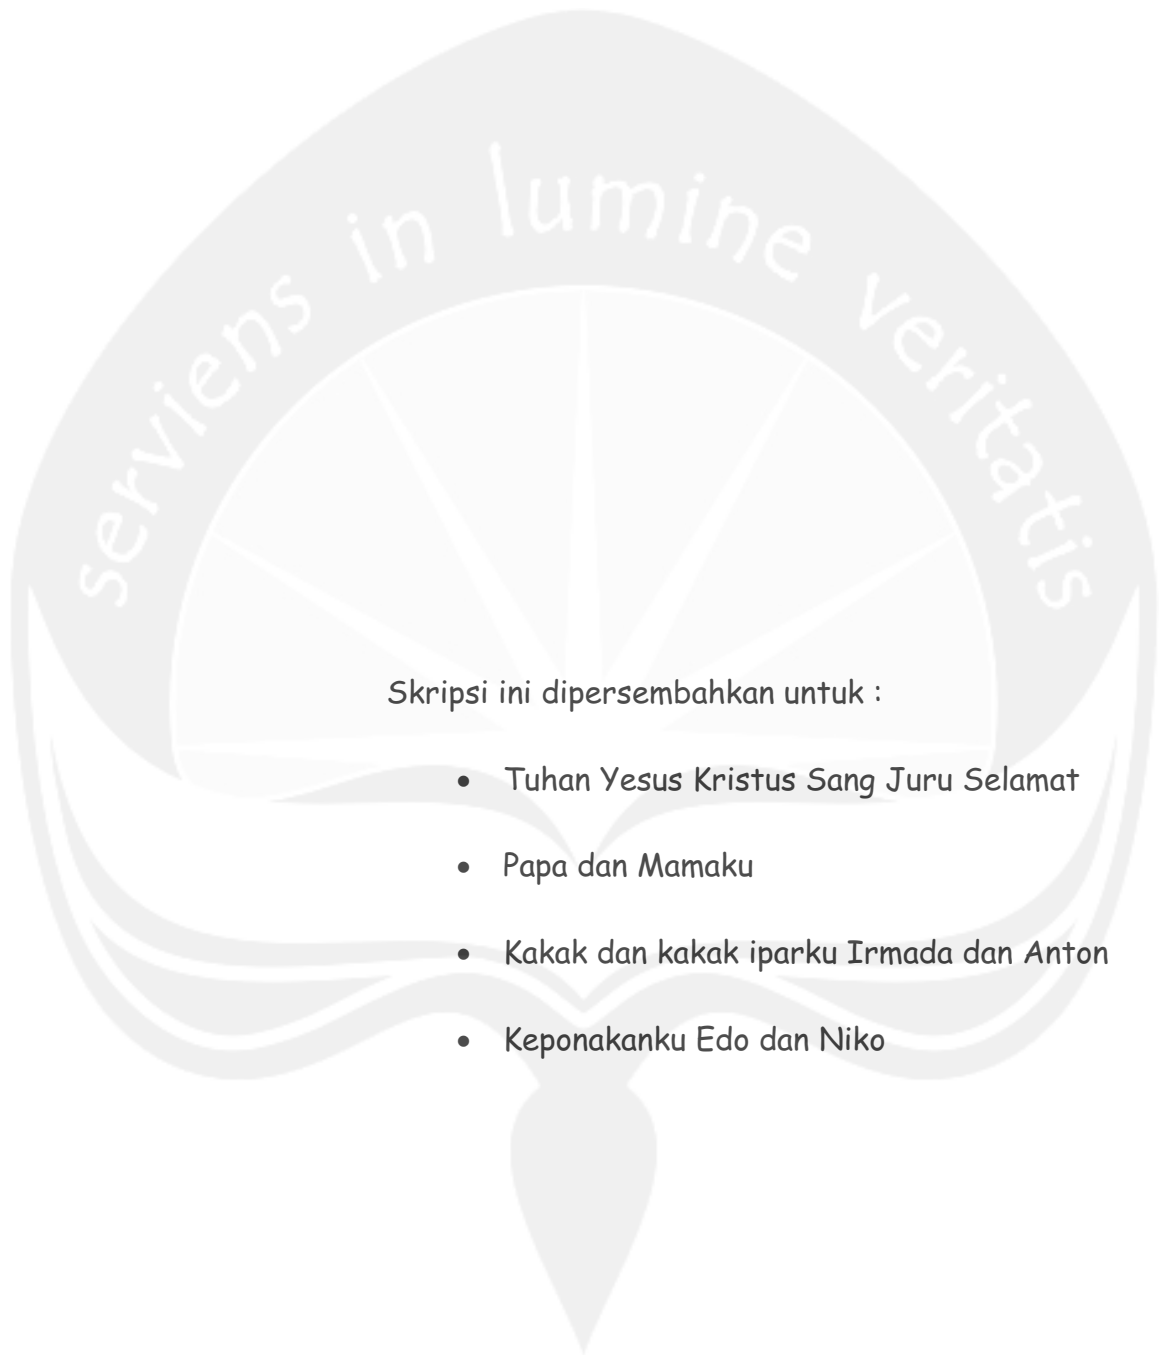 serviens in lumine veritatis
Skripsi ini dipersembahkan untuk :
• Tuhan Yesus Kristus Sang Juru Selamat
• Papa dan Mamaku
• Kakak dan kakak iparku Irmada dan Anton
• Keponakanku Edo dan Niko